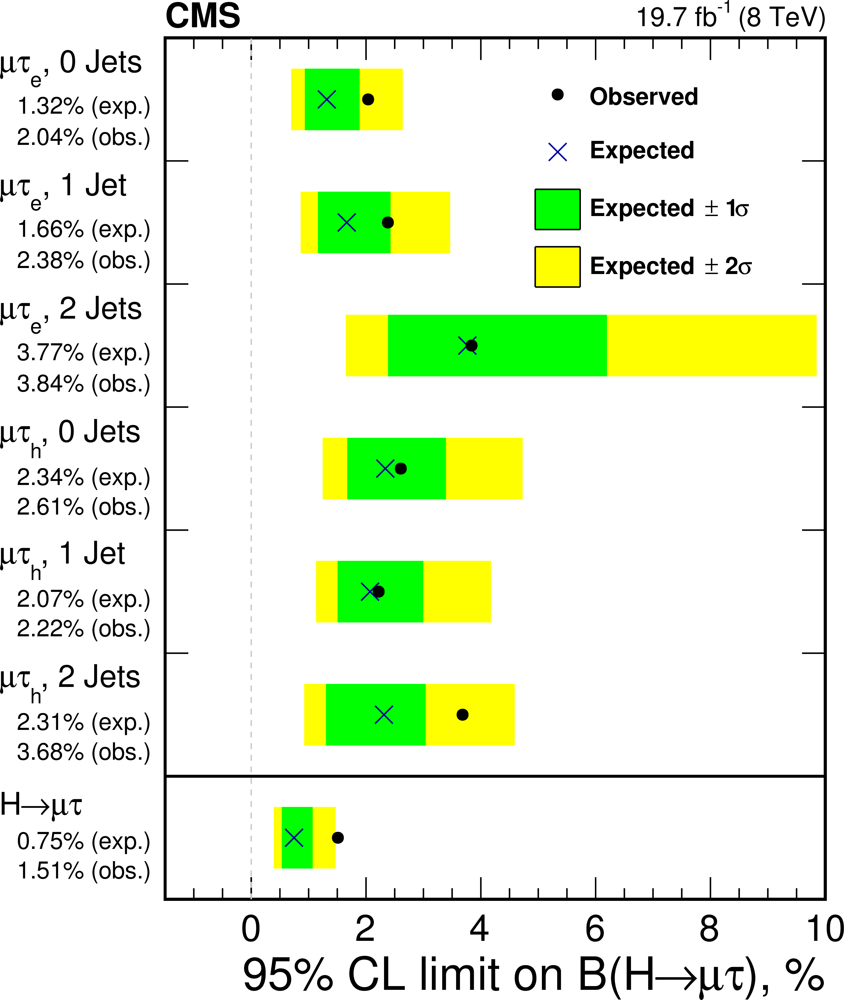 CMS 19.7 fb⁻¹ (8 TeV)
μτₑ, 0 Jets
1.32% (exp.)
2.04% (obs.)
μτₑ, 1 Jet
1.66% (exp.)
2.38% (obs.)
μτₑ, 2 Jets
3.77% (exp.)
3.84% (obs.)
μτₕ, 0 Jets
2.34% (exp.)
2.61% (obs.)
μτₕ, 1 Jet
2.07% (exp.)
2.22% (obs.)
μτₕ, 2 Jets
2.31% (exp.)
3.68% (obs.)
H→μτ
0.75% (exp.)
1.51% (obs.)
Observed
Expected
Expected ± 1σ
Expected ± 2σ
0 2 4 6 8 10
95% CL limit on B(H→μτ), %